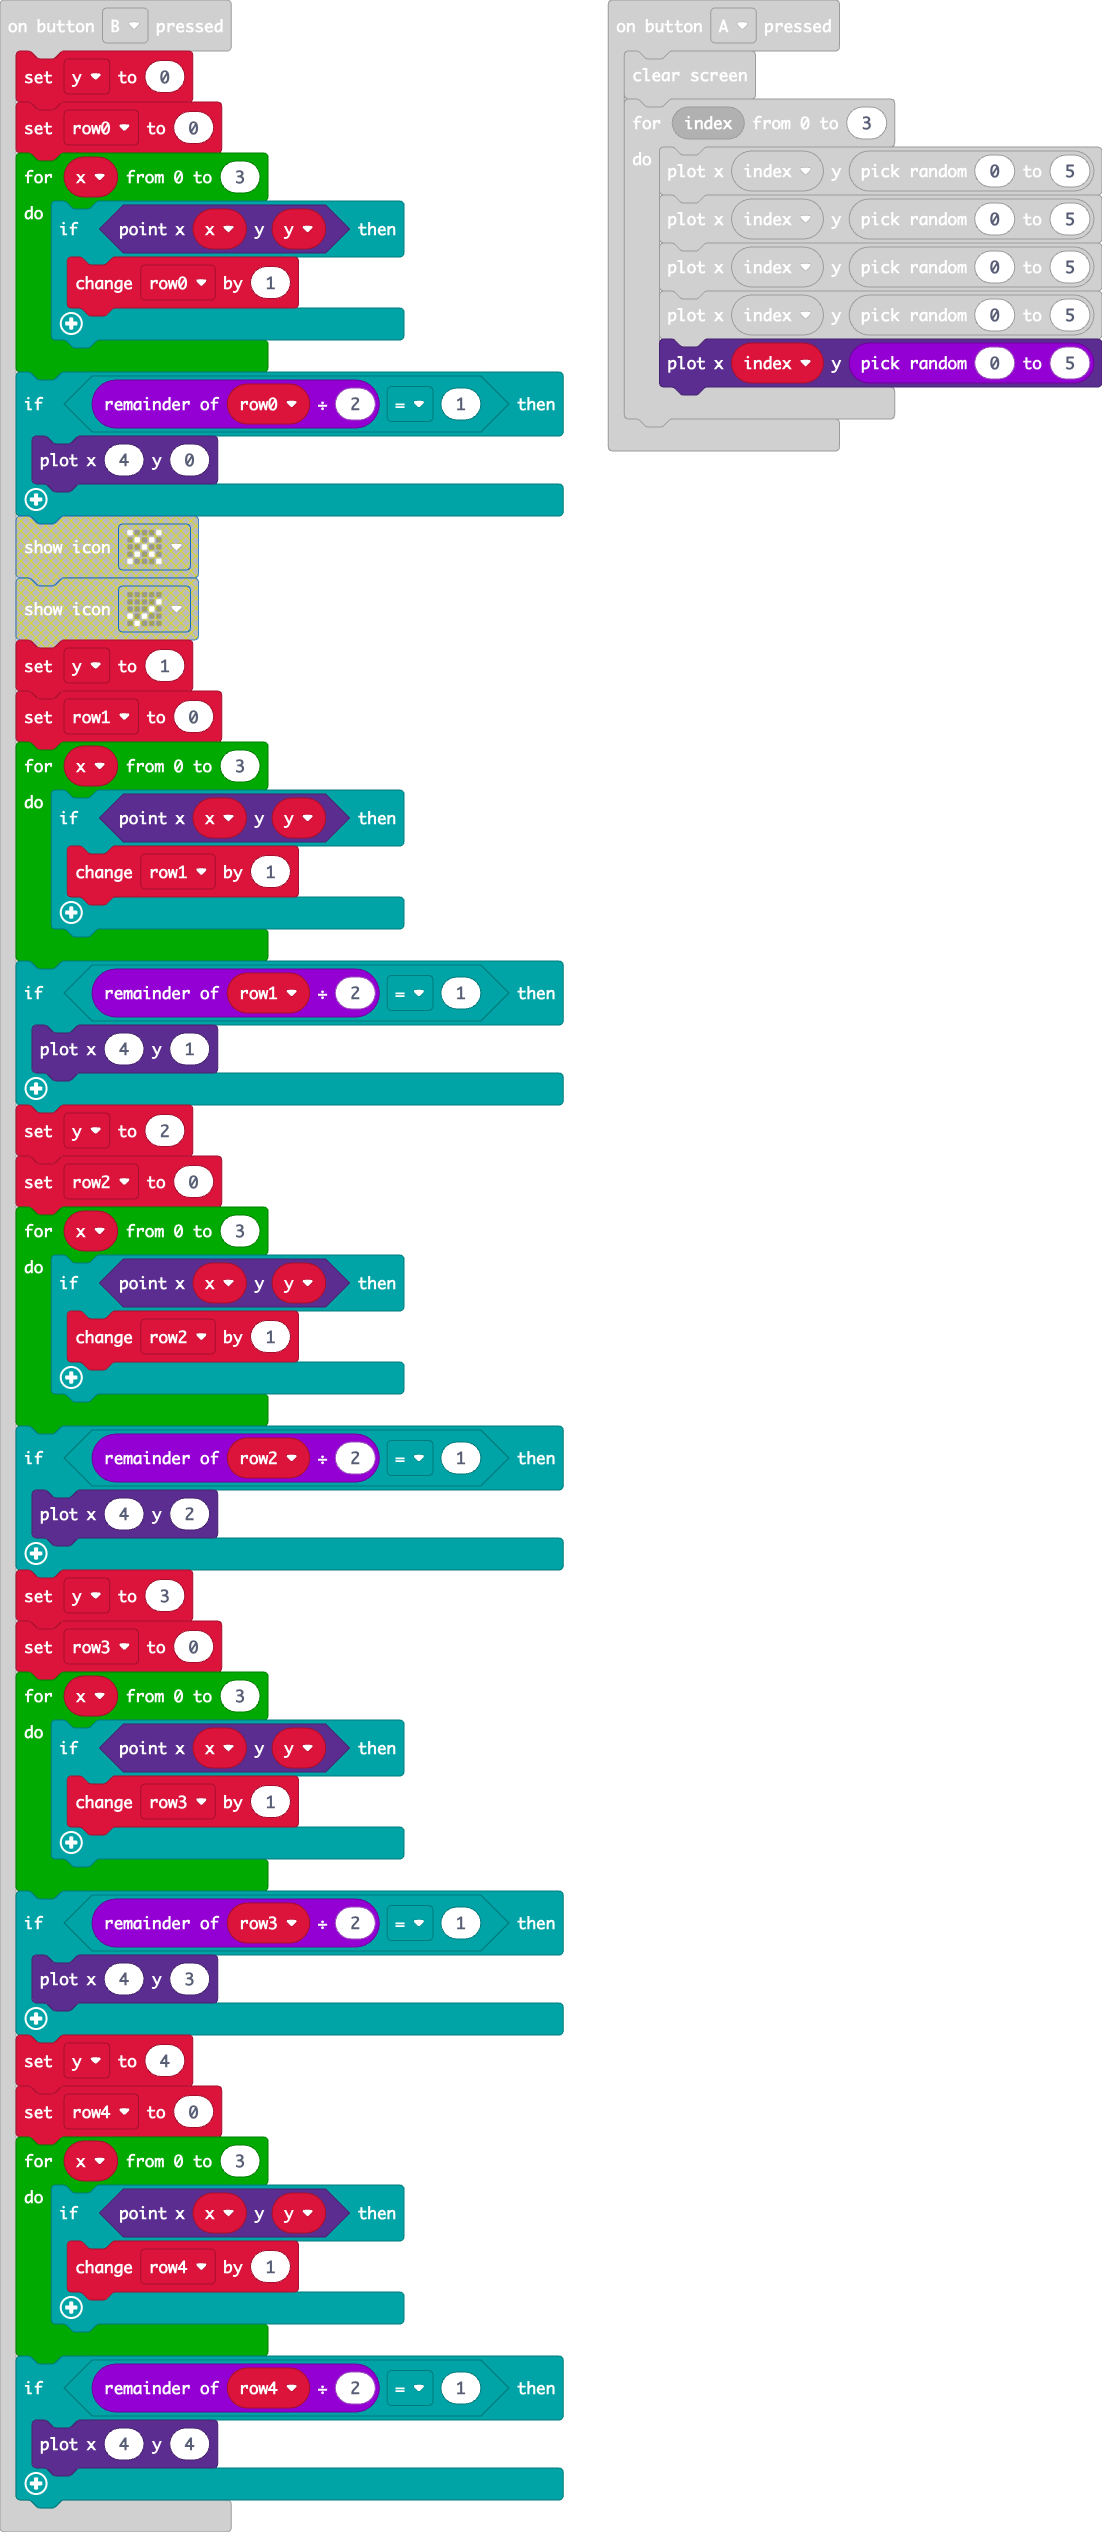 on button B pressed
set y to 0
set row0 to 0
for x from 0 to 3
do
if point x x y y then
change row0 by 1
if remainder of row0 ÷ 2 = 1 then
plot x 4 y 0
show icon
show icon
set y to 1
set row1 to 0
for x from 0 to 3
do
if point x x y y then
change row1 by 1
if remainder of row1 ÷ 2 = 1 then
plot x 4 y 1
set y to 2
set row2 to 0
for x from 0 to 3
do
if point x x y y then
change row2 by 1
if remainder of row2 ÷ 2 = 1 then
plot x 4 y 2
set y to 3
set row3 to 0
for x from 0 to 3
do
if point x x y y then
change row3 by 1
if remainder of row3 ÷ 2 = 1 then
plot x 4 y 3
set y to 4
set row4 to 0
for x from 0 to 3
do
if point x x y y then
change row4 by 1
if remainder of row4 ÷ 2 = 1 then
plot x 4 y 4
on button A pressed
clear screen
for index from 0 to 3
do
plot x index y pick random 0 to 5
plot x index y pick random 0 to 5
plot x index y pick random 0 to 5
plot x index y pick random 0 to 5
plot x index y pick random 0 to 5